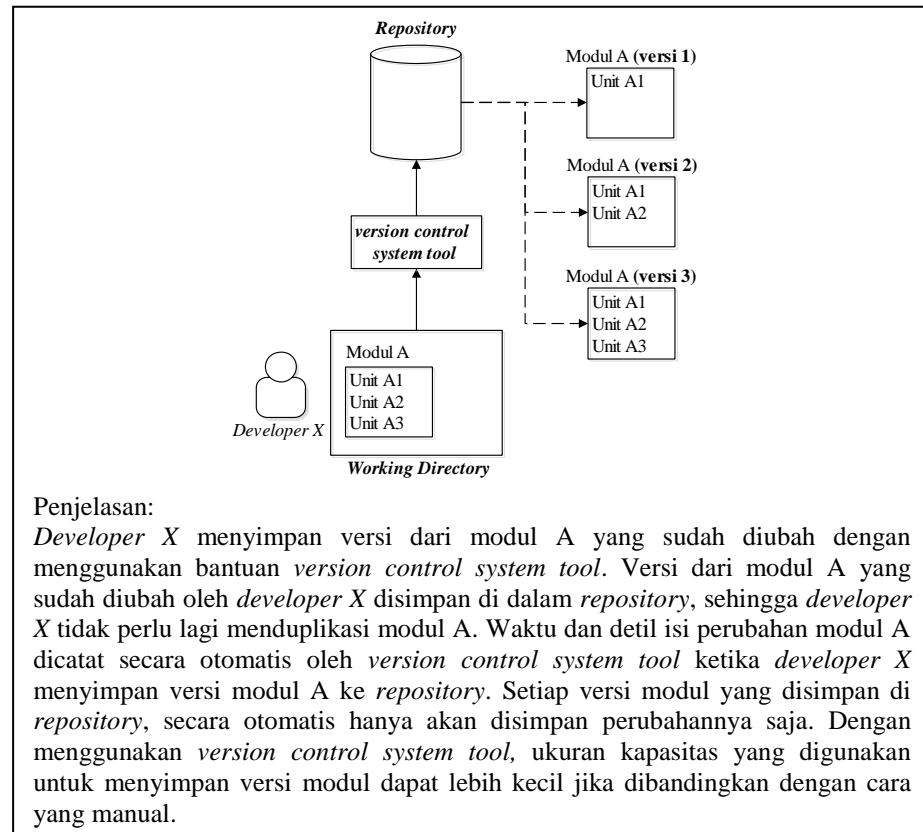 Repository
Modul A (versi 1)
Unit A1
Modul A (versi 2)
Unit A1
Unit A2
version control
system tool
Modul A (versi 3)
Unit A1
Unit A2
Unit A3
Modul A
Unit A1
Unit A2
Unit A3
Developer X
Working Directory
Penjelasan:
Developer X menyimpan versi dari modul A yang sudah diubah dengan
menggunakan bantuan version control system tool. Versi dari modul A yang
sudah diubah oleh developer X disimpan di dalam repository, sehingga developer
X tidak perlu lagi menduplikasi modul A. Waktu dan detil isi perubahan modul A
dicatat secara otomatis oleh version control system tool ketika developer X
menyimpan versi modul A ke repository. Setiap versi modul yang disimpan di
repository, secara otomatis hanya akan disimpan perubahannya saja. Dengan
menggunakan version control system tool, ukuran kapasitas yang digunakan
untuk menyimpan versi modul dapat lebih kecil jika dibandingkan dengan cara
yang manual.